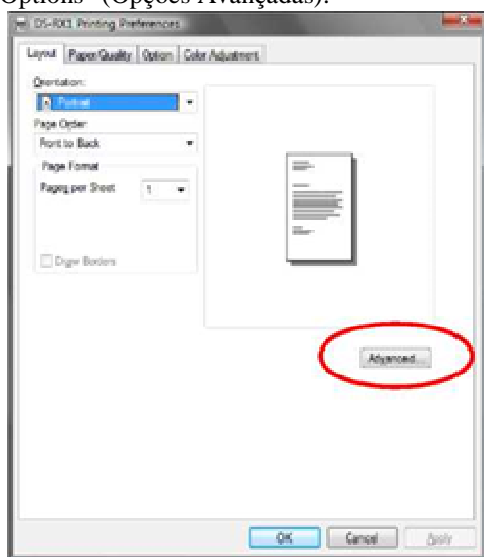 Options" (Opções Avançadas).
DS-RX1 Printing Preferences
Layout Paper/Quality Option Color Adjustment
Orientation:
Portrait
Page Order:
Front to Back
Page Format
Pages per Sheet 1
Draw Borders
Advanced...
OK Cancel Apply